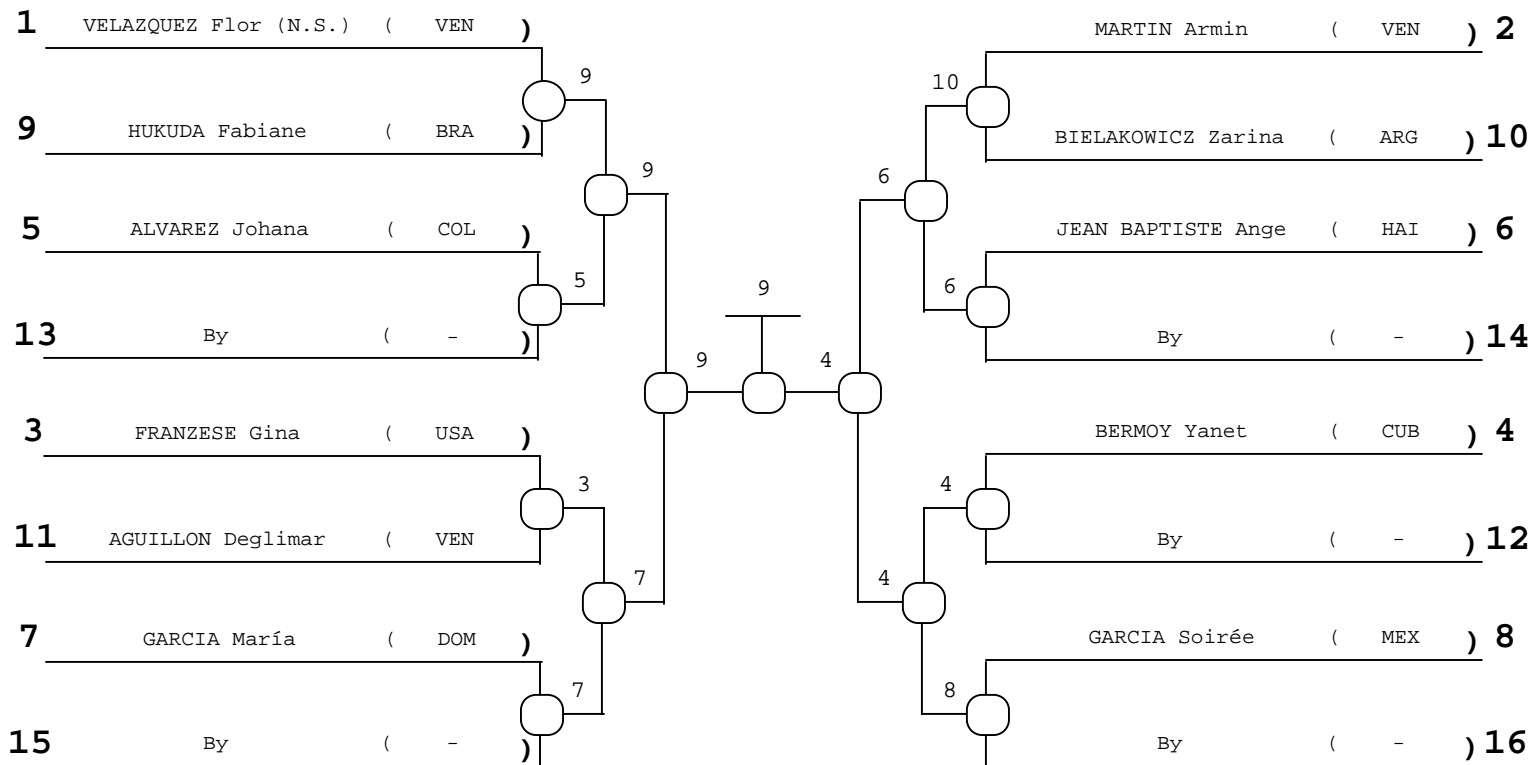 1 VELAZQUEZ Flor (N.S.) ( VEN )
9
9 HUKUDA Fabiane ( BRA )
9
5 ALVAREZ Johana ( COL )
5
13 By ( - )
3 FRANZESE Gina ( USA )
3
11 AGUILLON Deglimar ( VEN
7
7 GARCIA María ( DOM )
7
15 By ( - )
9
9
4
MARTIN Armin ( VEN ) 2
10
BIELAKOWICZ Zarina ( ARG ) 10
6
JEAN BAPTISTE Ange ( HAI ) 6
6
By ( - ) 14
BERMOY Yanet ( CUB ) 4
4
By ( - ) 12
4
GARCIA Soirée ( MEX ) 8
8
By ( - ) 16